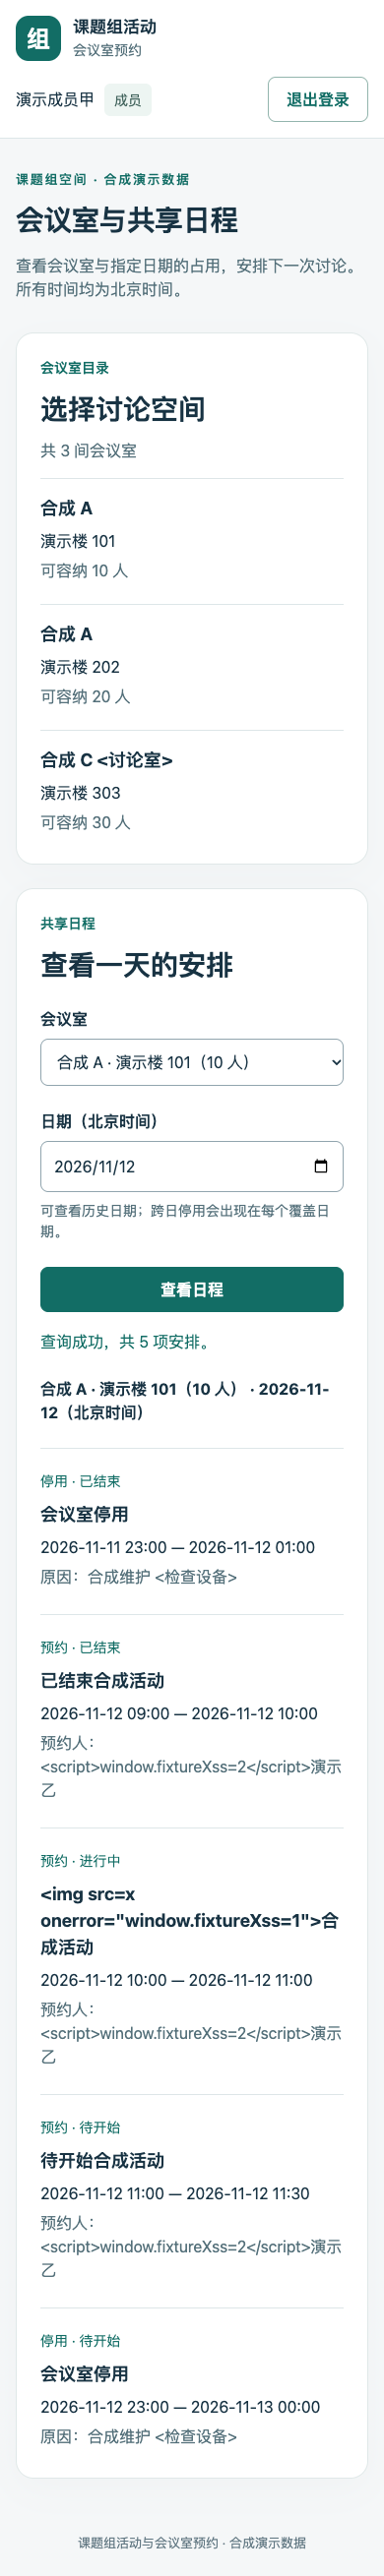 组
课题组活动
会议室预约
演示成员甲
成员
退出登录
课题组空间 · 合成演示数据
会议室与共享日程
查看会议室与指定日期的占用，安排下一次讨论。
所有时间均为北京时间。
会议室目录
选择讨论空间
共 3 间会议室
合成 A
演示楼 101
可容纳 10 人
合成 A
演示楼 202
可容纳 20 人
合成 C <讨论室>
演示楼 303
可容纳 30 人
共享日程
查看一天的安排
会议室
合成 A · 演示楼 101（10 人）
日期（北京时间）
2026/11/12
可查看历史日期；跨日停用会出现在每个覆盖日
期。
查看日程
查询成功，共 5 项安排。
合成 A · 演示楼 101（10 人） · 2026-11-
12（北京时间）
停用 · 已结束
会议室停用
2026-11-11 23:00 — 2026-11-12 01:00
原因：合成维护 <检查设备>
预约 · 已结束
已结束合成活动
2026-11-12 09:00 — 2026-11-12 10:00
预约人：
<script>window.fixtureXss=2</script>演示
乙
预约 · 进行中
<img src=x
onerror="window.fixtureXss=1">合
成活动
2026-11-12 10:00 — 2026-11-12 11:00
预约人：
<script>window.fixtureXss=2</script>演示
乙
预约 · 待开始
待开始合成活动
2026-11-12 11:00 — 2026-11-12 11:30
预约人：
<script>window.fixtureXss=2</script>演示
乙
停用 · 待开始
会议室停用
2026-11-12 23:00 — 2026-11-13 00:00
原因：合成维护 <检查设备>
课题组活动与会议室预约 · 合成演示数据